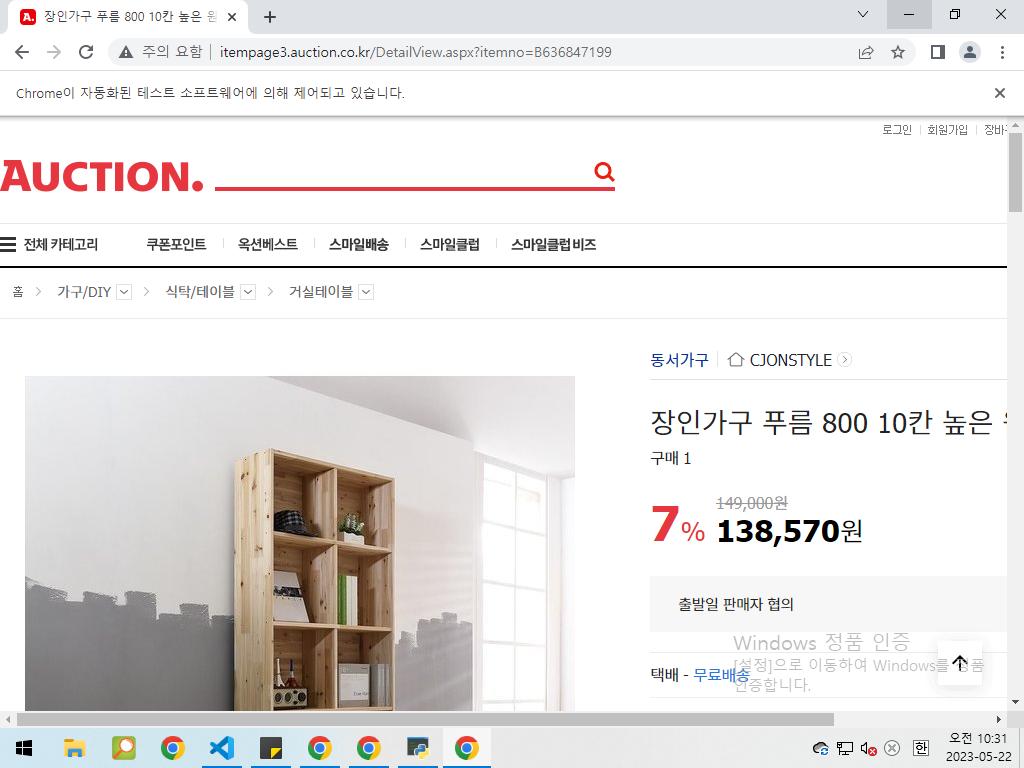 장인가구 푸름 800 10칸 높은 원
주의 요함 itempage3.auction.co.kr/DetailView.aspx?itemno=B636847199
Chrome이 자동화된 테스트 소프트웨어에 의해 제어되고 있습니다.
로그인 회원가입 장바구
AUCTION.
전체 카테고리 쿠폰포인트 옥션베스트 스마일배송 스마일클럽 스마일클럽 비즈
홈 가구/DIY 식탁/테이블 거실테이블
동서가구 CJONSTYLE
장인가구 푸름 800 10칸 높은
구매 1
149,000원
7% 138,570원
출발일 판매자 협의
택배 - 무료배송
Windows 정품 인증
[설정]으로 이동하여 Windows를 정품
인증합니다.
한
오전 10:31
2023-05-22